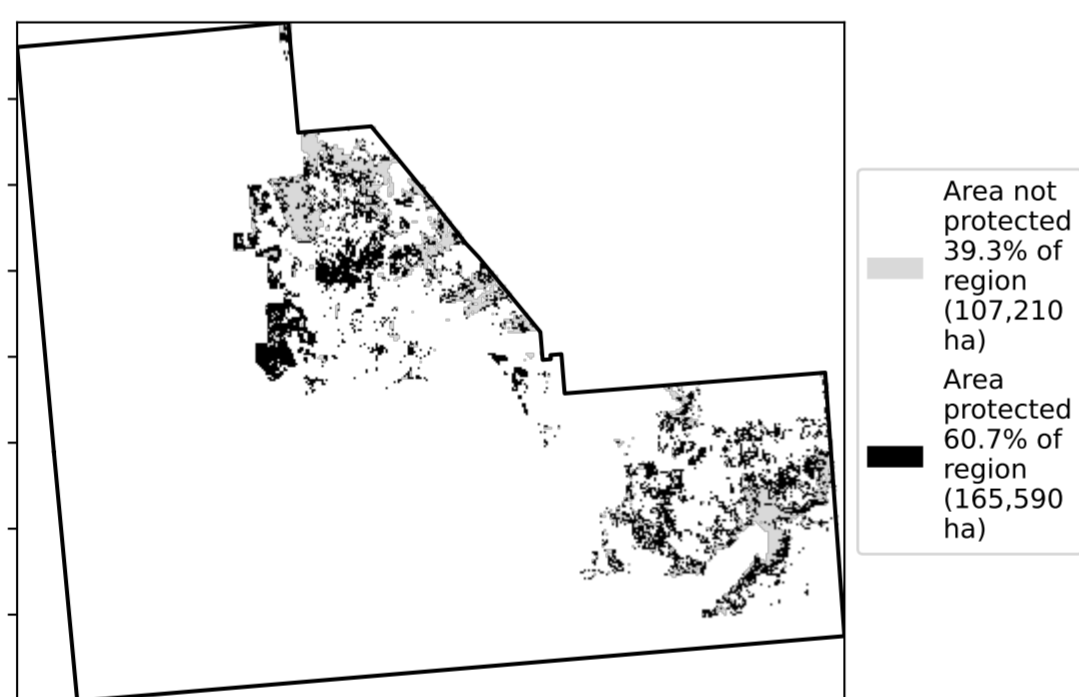 Area not
protected
39.3% of
region
(107,210
ha)
Area
protected
60.7% of
region
(165,590
ha)